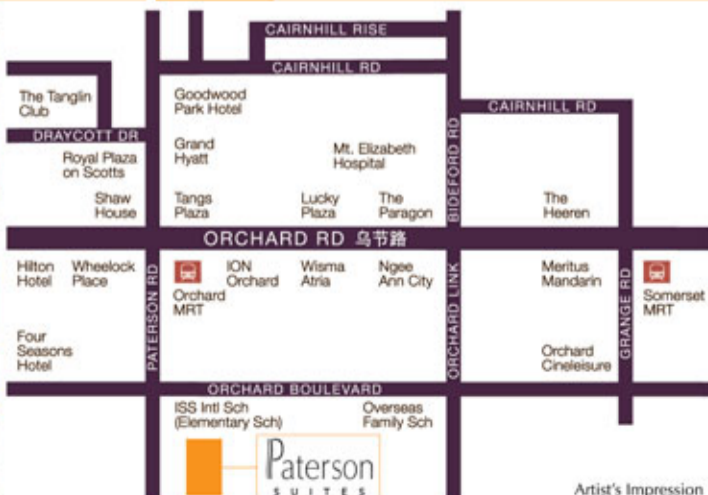 CAIRNHILL RISE
CAIRNHILL RD
The Tanglin
Club
Goodwood
Park Hotel
CAIRNHILL RD
DRAYCOTT DR
Royal Plaza
on Scotts
Grand
Hyatt
Mt. Elizabeth
Hospital
BIDEFORD RD
Shaw
House
Tangs
Plaza
Lucky
Plaza
The
Paragon
The
Heeren
ORCHARD RD 乌节路
Hilton
Hotel
Wheelock
Place
PATERSON RD
Orchard
MRT
ION
Orchard
Wisma
Atria
Ngee
Ann City
ORCHARD LINK
Meritus
Mandarin
GRANGE RD
Somerset
MRT
Four
Seasons
Hotel
Orchard
Cineleisure
ORCHARD BOULEVARD
ISS Intl Sch
(Elementary Sch)
Overseas
Family Sch
Paterson
SUITES
Artist's Impression